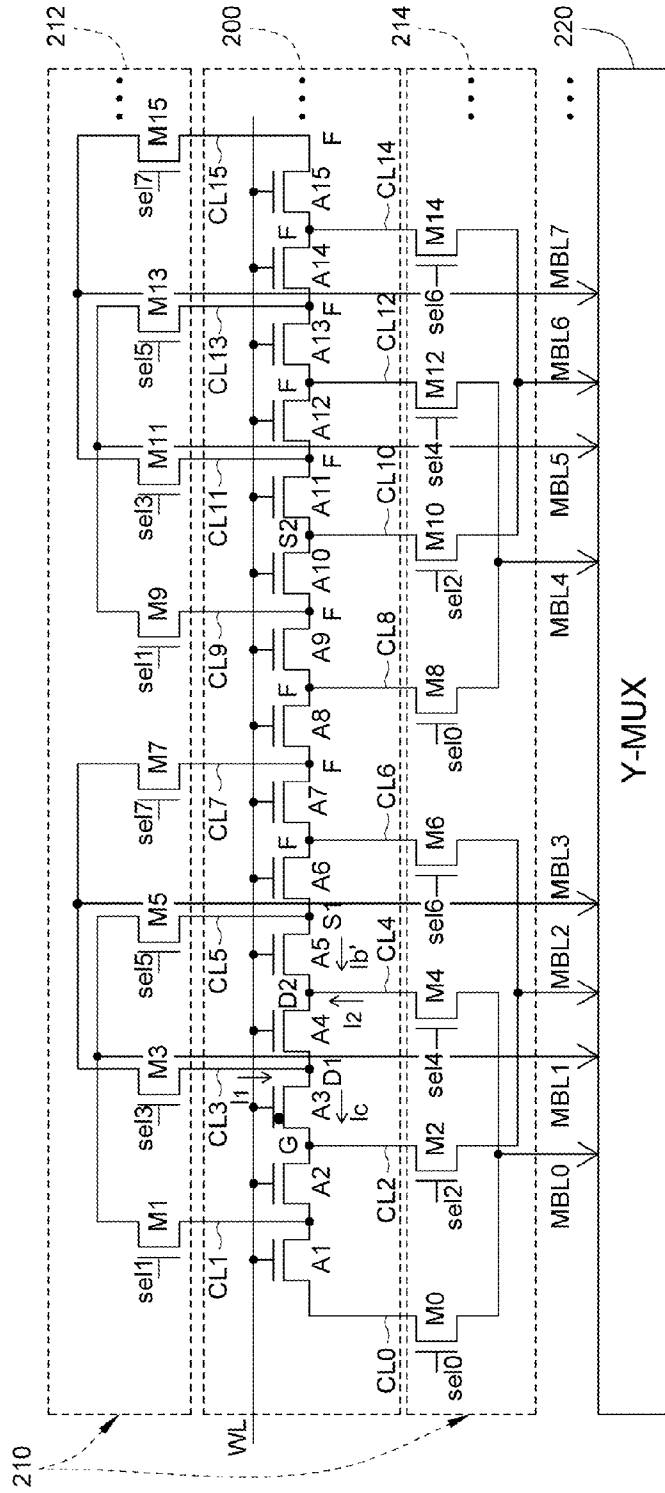 210
212
200
214
220
sel1 M1
sel3 M3
sel5 M5
sel7 M7
sel1 M9
sel3 M11
sel5 M13
sel7 M15
CL1
CL3
CL5
CL7
CL9
CL11
CL13
CL15
WL
I1
A1
A2
G
A3
Ic
D1
A4
D2
I2
A5
Ib'
S1
A6
F
A7
F
A8
F
A9
F
A10
S2
A11
F
A12
F
A13
F
A14
F
A15
F
CL0
CL2
CL4
CL6
CL8
CL10
CL12
CL14
sel0 M0
sel2 M2
sel4 M4
sel6 M6
sel0 M8
sel2 M10
sel4 M12
sel6 M14
MBL0
MBL1
MBL2
MBL3
MBL4
MBL5
MBL6
MBL7
Y-MUX